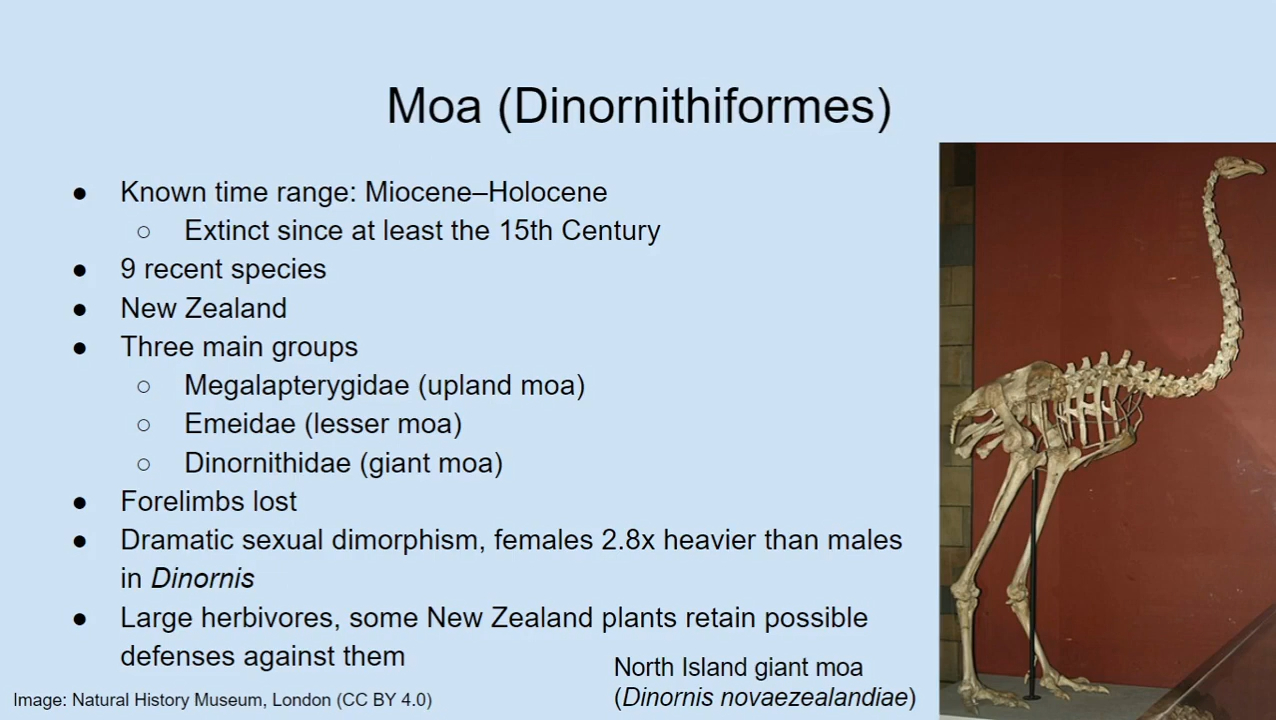 Moa (Dinornithiformes)
● Known time range: Miocene–Holocene
○ Extinct since at least the 15th Century
● 9 recent species
● New Zealand
● Three main groups
○ Megalapterygidae (upland moa)
○ Emeidae (lesser moa)
○ Dinornithidae (giant moa)
● Forelimbs lost
● Dramatic sexual dimorphism, females 2.8x heavier than males
in Dinornis
● Large herbivores, some New Zealand plants retain possible
defenses against them
North Island giant moa
(Dinornis novaezealandiae)
Image: Natural History Museum, London (CC BY 4.0)